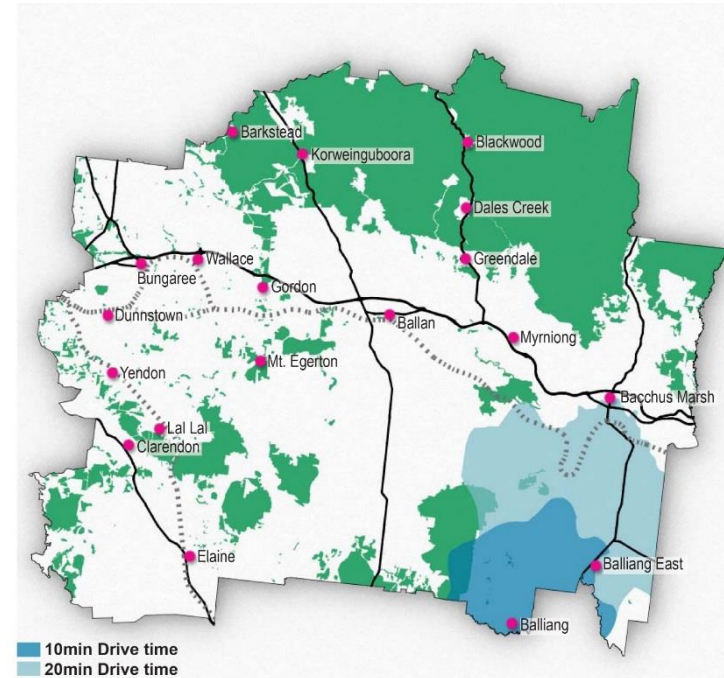 Barkstead
Blackwood
Korweinguboora
Dales Creek
Wallace
Greendale
Bungaree
Gordon
Dunnstown
Ballan
Myrniong
Mt. Egerton
Yendon
Bacchus Marsh
Lal Lal
Clarendon
Elaine
Balliang East
Balliang
10min Drive time
20min Drive time